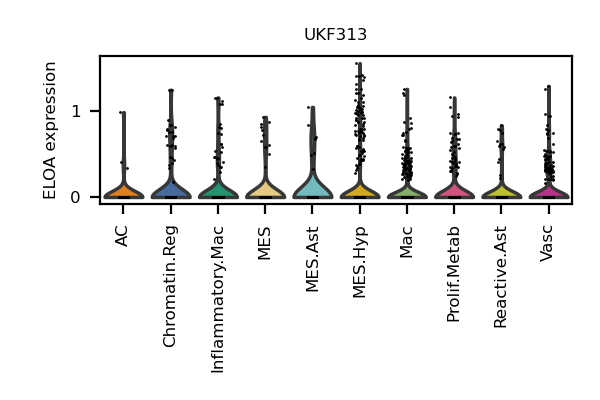 UKF313
ELOA expression
1
0
AC
Chromatin.Reg
Inflammatory.Mac
MES
MES.Ast
MES.Hyp
Mac
Prolif.Metab
Reactive.Ast
Vasc